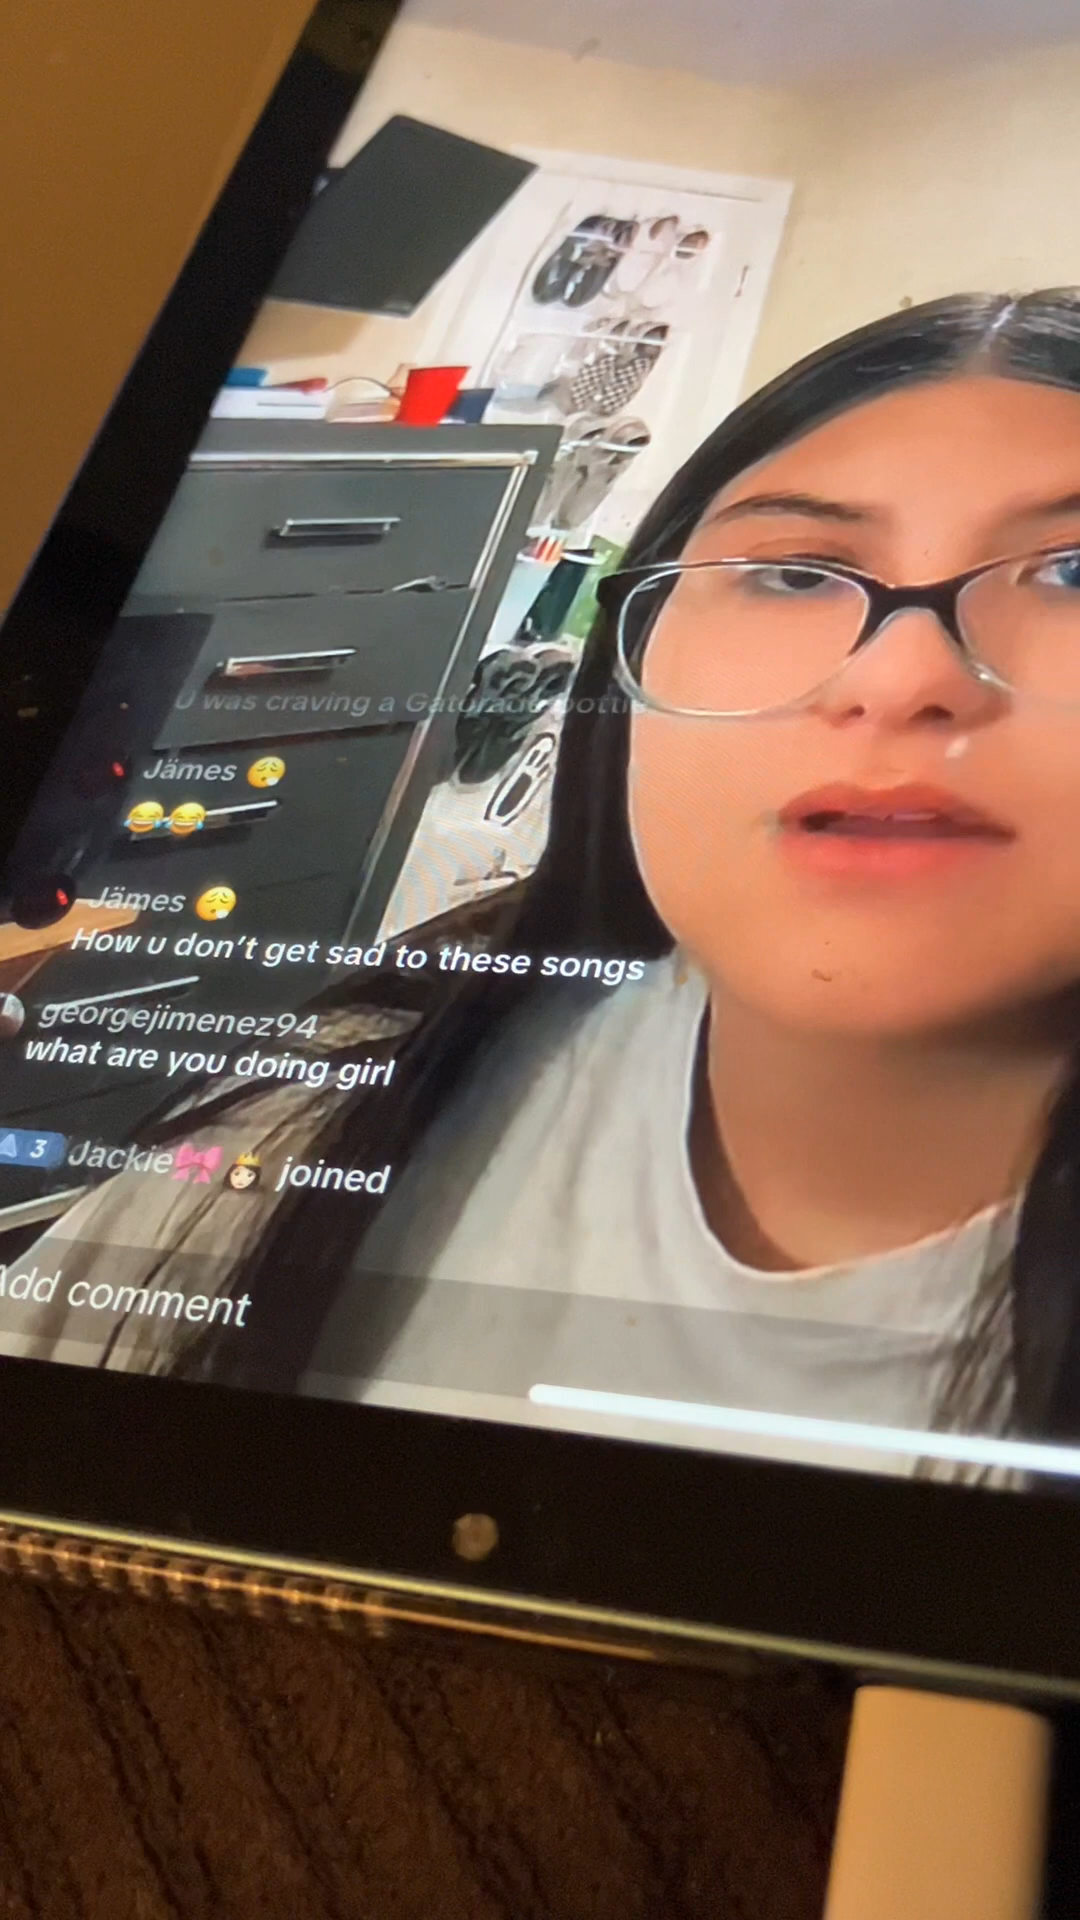 U was craving a Gatorade bottle
Jämes 😮‍💨
😂😂
Jämes 😮‍💨
How u don't get sad to these songs
georgejimenez94
what are you doing girl
3 Jackie🎀👸🏻 joined
Add comment